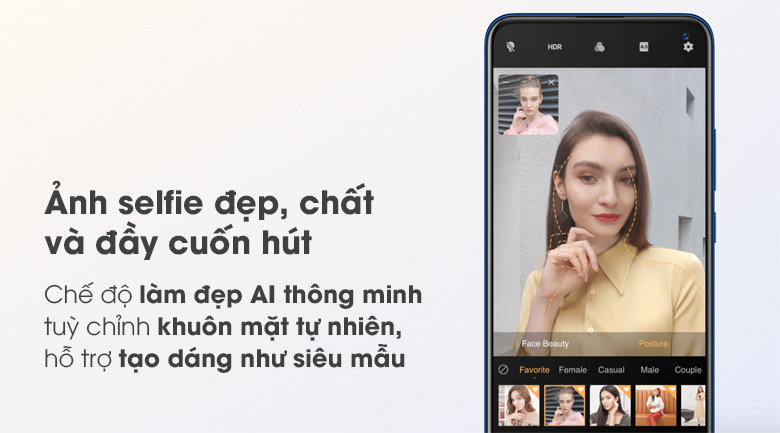 Ảnh selfie đẹp, chất
và đầy cuốn hút
Chế độ làm đẹp AI thông minh
tuỳ chỉnh khuôn mặt tự nhiên,
hỗ trợ tạo dáng như siêu mẫu
HDR
Face Beauty Posture
Favorite Female Casual Male Couple